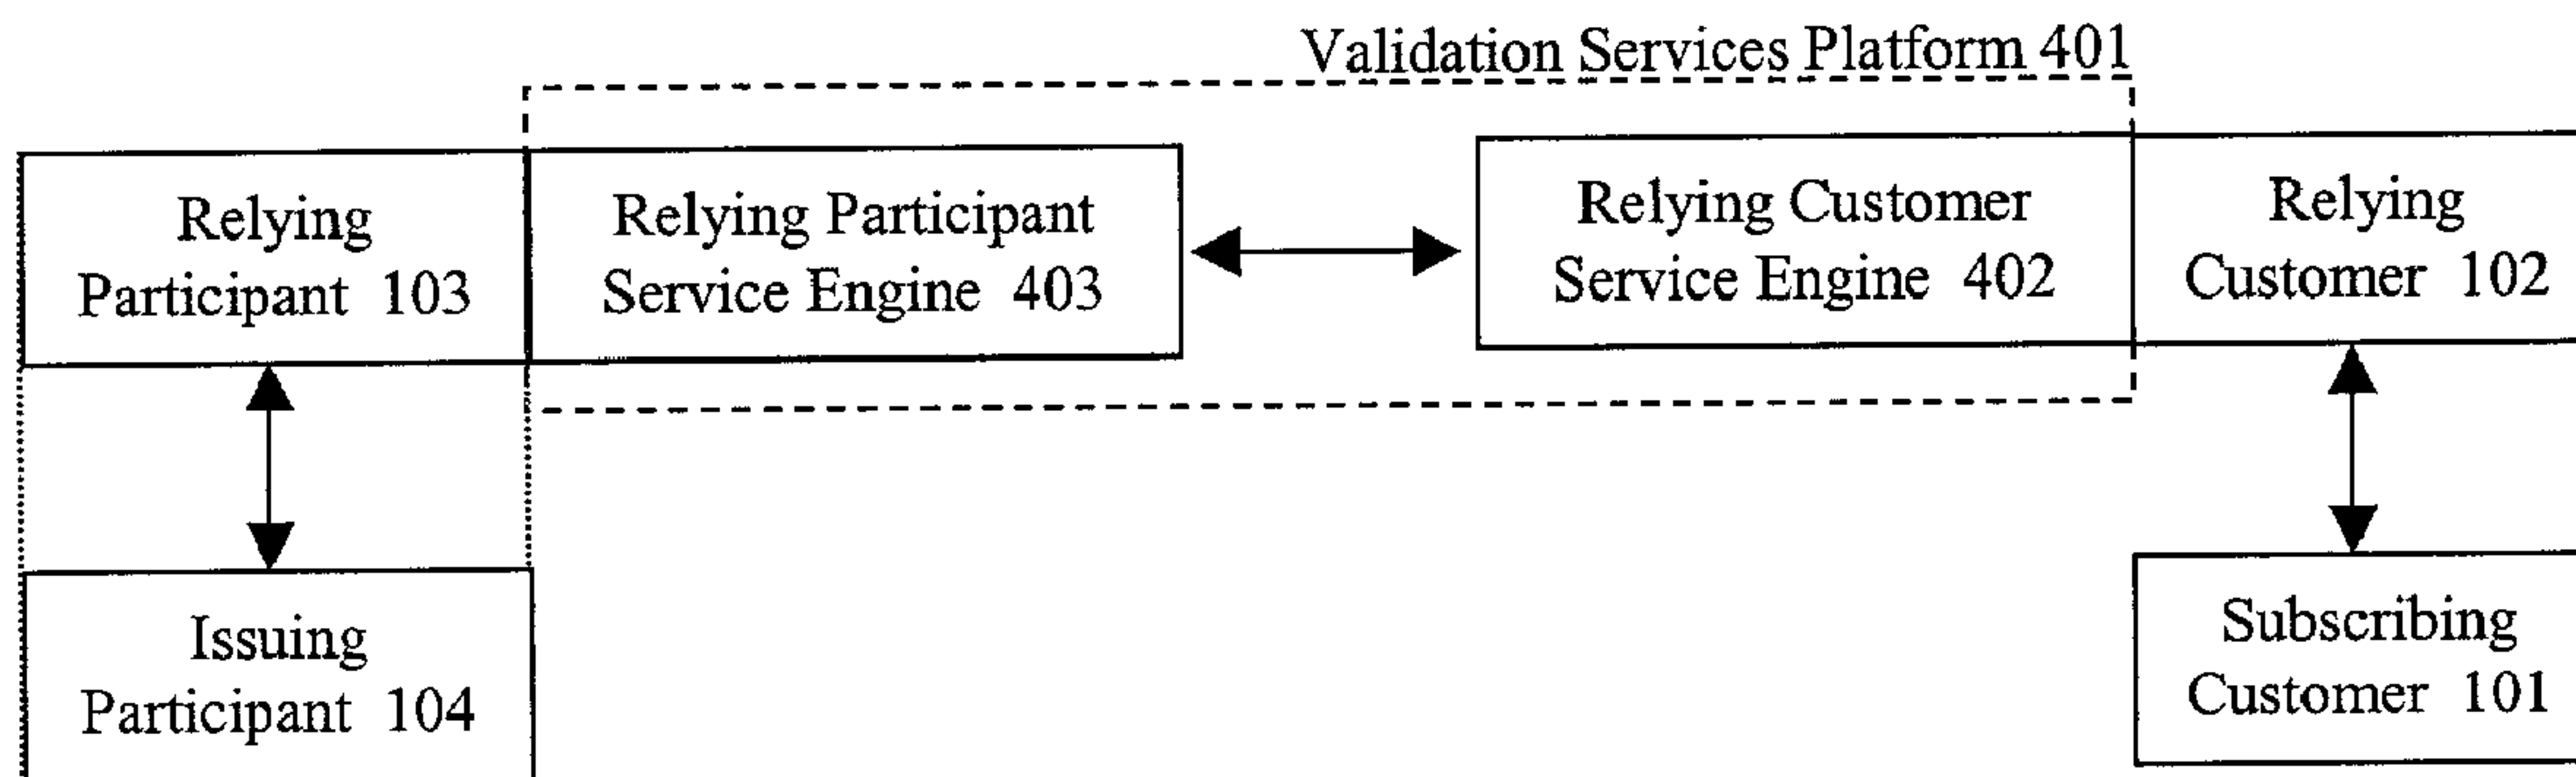 Validation Services Platform 401
Relying
Participant 103
Relying Participant
Service Engine 403
Relying Customer
Service Engine 402
Relying
Customer 102
Issuing
Participant 104
Subscribing
Customer 101